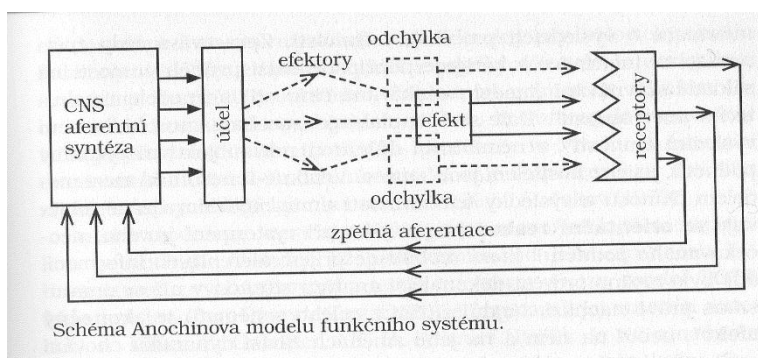 odchylka
efektory
CNS
aferentní
syntéza
účel
efekt
receptory
odchylka
zpětná aferentace
Schéma Anochinova modelu funkčního systému.